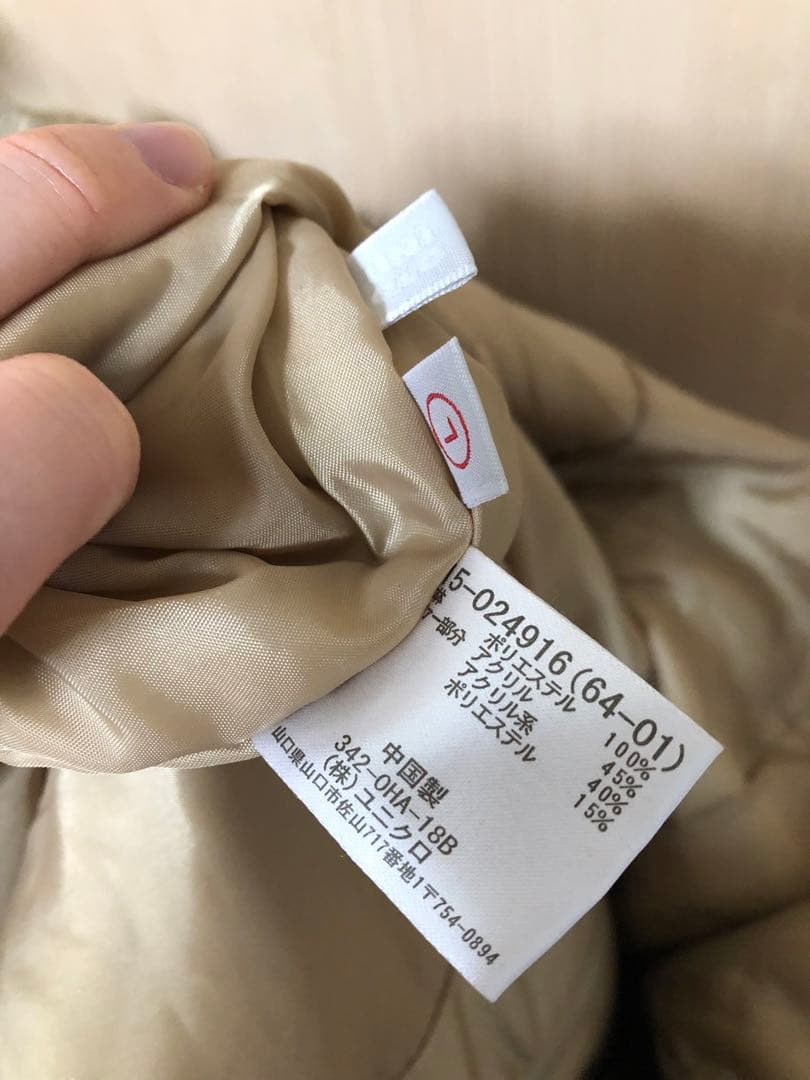 L
5-024916(64-01)
体 ポリエステル 100%
ー部分 アクリル 45%
アクリル系 40%
ポリエステル 15%
中国製
342-OHA-18B
(株)ユニクロ
山口県山口市佐山717番地1〒754-0894